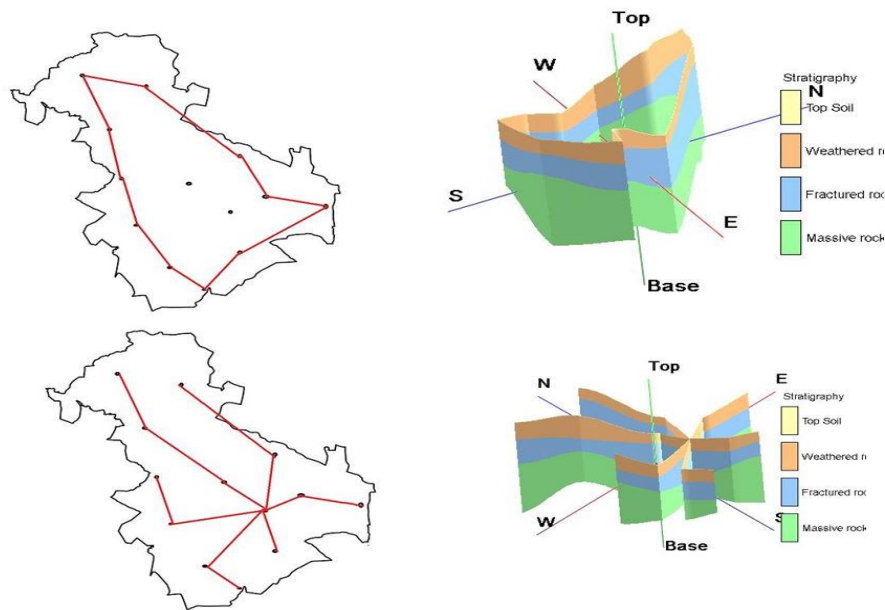 Top
W
Stratigraphy
N
Top Soil
Weathered r
S
Fractured roc
E
Massive rock
Base
Top
N
E
Stratigraphy
Top Soil
Weathered r
Fractured roc
W
S
Massive rock
Base